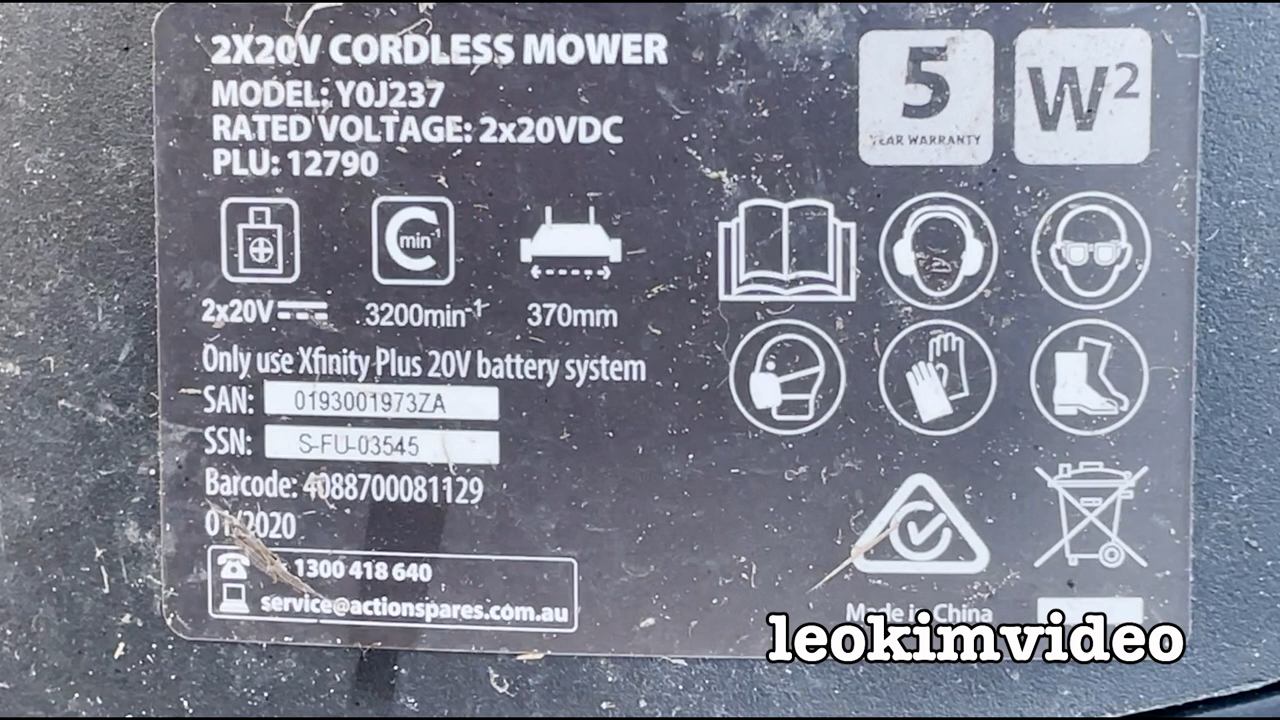 2X20V CORDLESS MOWER
MODEL: Y0J237
RATED VOLTAGE: 2x20VDC
PLU: 12790
5
YEAR WARRANTY
W²
min⁻¹
2x20V
3200min⁻¹
370mm
Only use Xfinity Plus 20V battery system
SAN: 0193001973ZA
SSN: S-FU-03545
Barcode: 4088700081129
01/2020
1300 418 640
service@actionspares.com.au
Made in China
leokimvideo